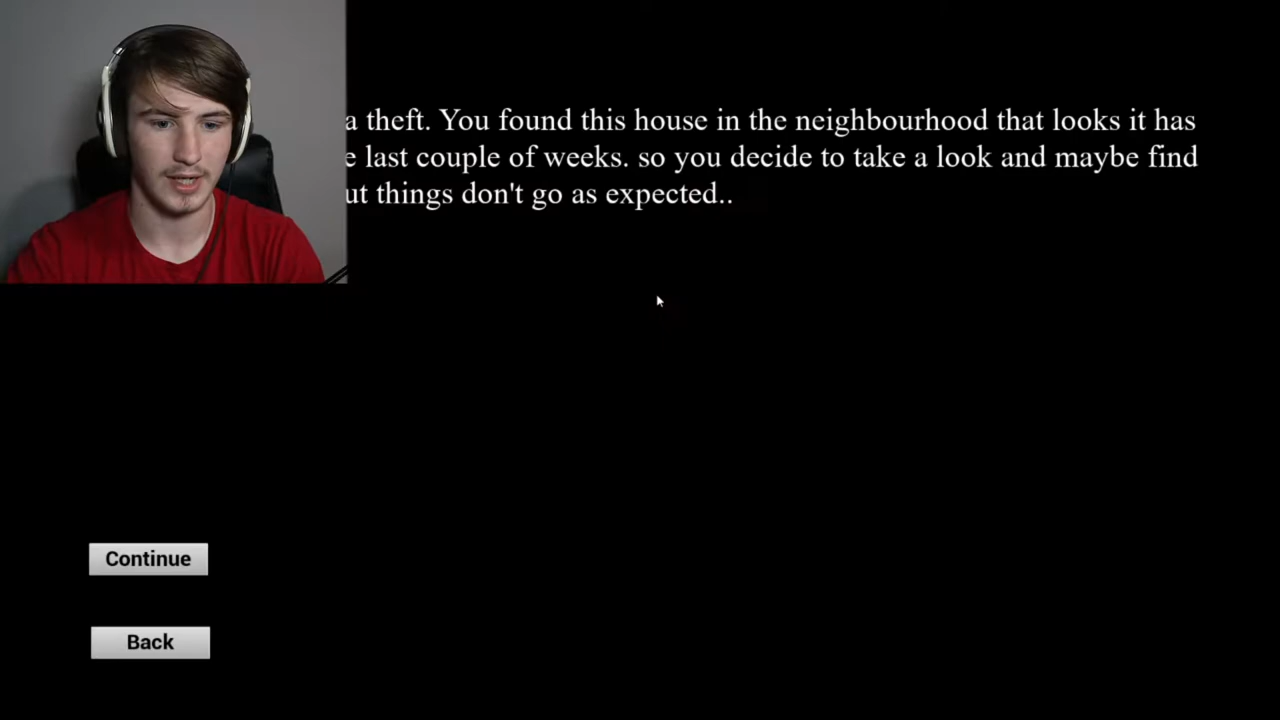 a theft. You found this house in the neighbourhood that looks it has
last couple of weeks. so you decide to take a look and maybe find
things don't go as expected..
Continue
Back